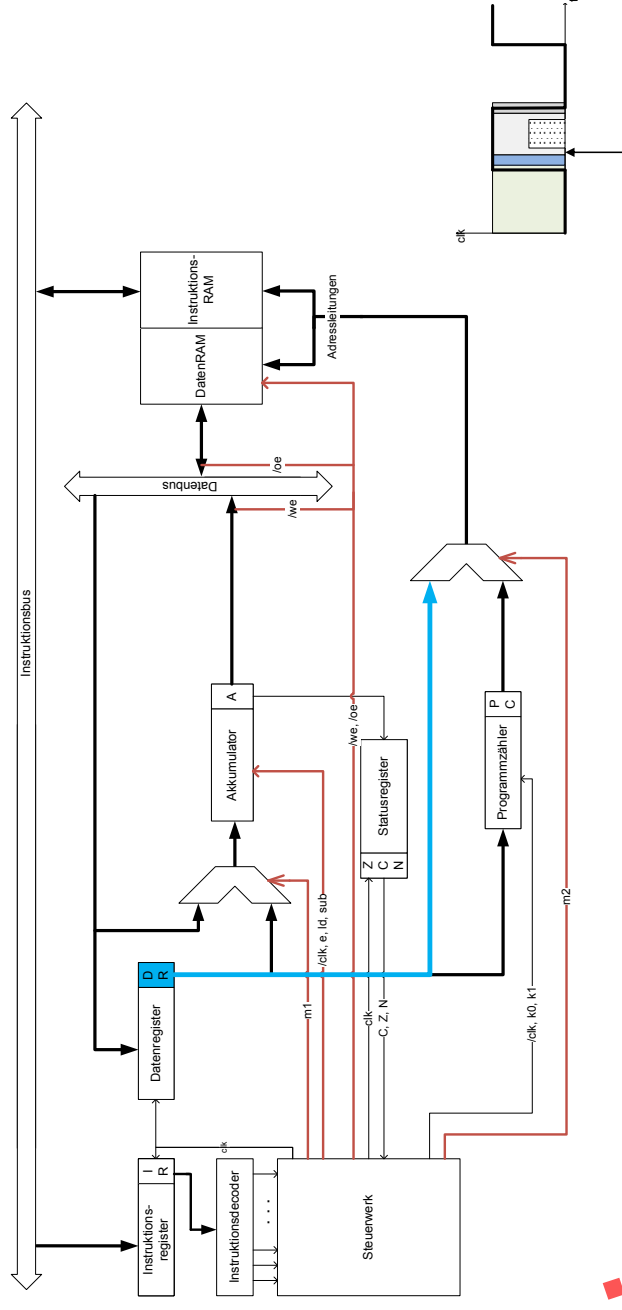 Instruktionsbus
Instruktions-
register
I
R
Instruktionsdecoder
. . .
Steuerwerk
Datenregister
D
R
clk
m1
/clk, e, ld, sub
/we, /oe
clk
C, Z, N
/clk, k0, k1
m2
Akkumulator
A
Statusregister
Z
C
N
Programmzähler
P
C
Datenbus
/we
/oe
DatenRAM
Instruktions-
RAM
Adressleitungen
clk